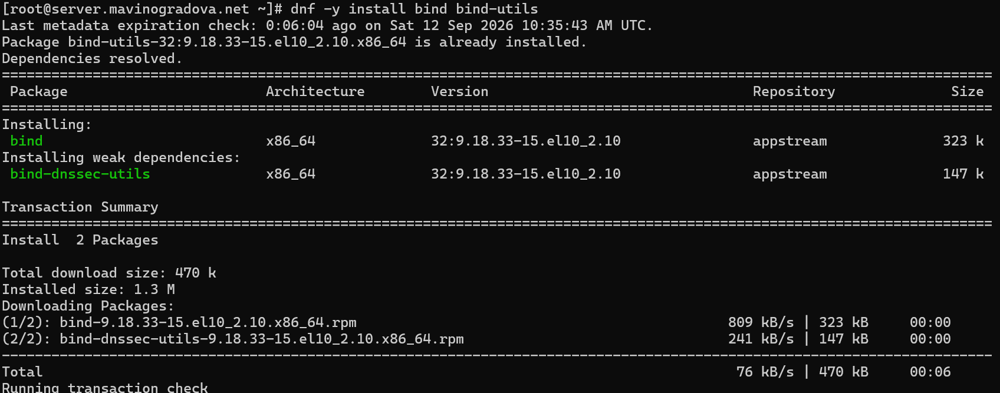 [root@server.mavinogradova.net ~]# dnf -y install bind bind-utils
Last metadata expiration check: 0:06:04 ago on Sat 12 Sep 2026 10:35:43 AM UTC.
Package bind-utils-32:9.18.33-15.el10_2.10.x86_64 is already installed.
Dependencies resolved.
========================================================================================================================
 Package                        Architecture        Version                                Repository              Size
========================================================================================================================
Installing:
 bind                           x86_64              32:9.18.33-15.el10_2.10                appstream              323 k
Installing weak dependencies:
 bind-dnssec-utils              x86_64              32:9.18.33-15.el10_2.10                appstream              147 k

Transaction Summary
========================================================================================================================
Install  2 Packages

Total download size: 470 k
Installed size: 1.3 M
Downloading Packages:
(1/2): bind-9.18.33-15.el10_2.10.x86_64.rpm                                             809 kB/s | 323 kB     00:00
(2/2): bind-dnssec-utils-9.18.33-15.el10_2.10.x86_64.rpm                                241 kB/s | 147 kB     00:00
------------------------------------------------------------------------------------------------------------------------
Total                                                                                    76 kB/s | 470 kB     00:06
Running transaction check